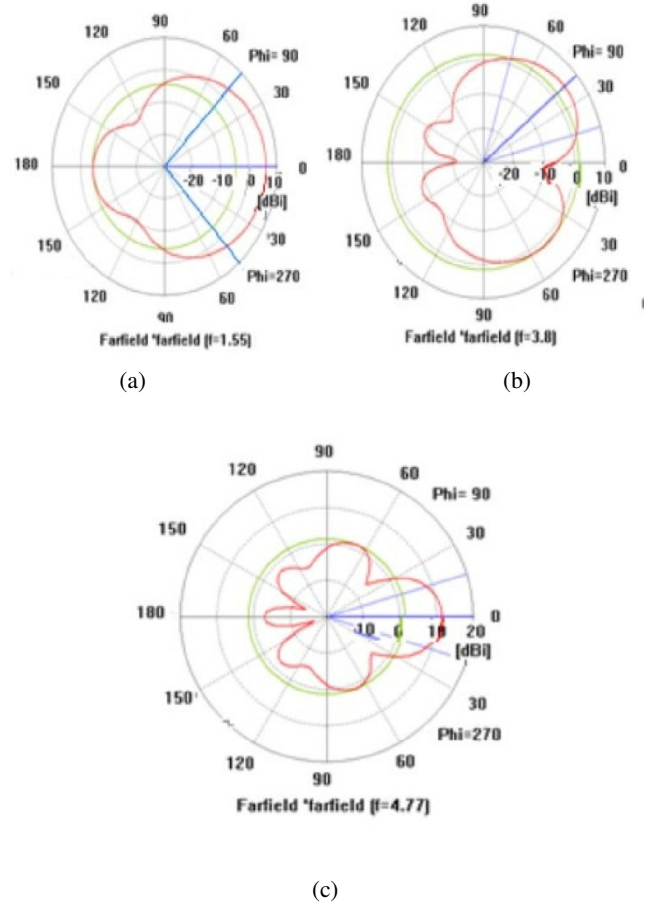 90
120 60
Phi= 90
150 30
180 -20 -10 0 10 0
[dBi]
150 30
120 60 Phi=270
90
Farfield "farfield (f=1.55]
(a)
90
120 60
Phi= 90
150 30
180 -20 -10 0 10 0
[dBi]
150 30
120 60 Phi=270
90
Farfield "farfield (f=3.8]
(b)
90
120 60
Phi= 90
150 30
180 -10 0 10 20 0
[dBi]
150 30
Phi=270
120 60
90
Farfield "farfield [f=4.77]
(c)